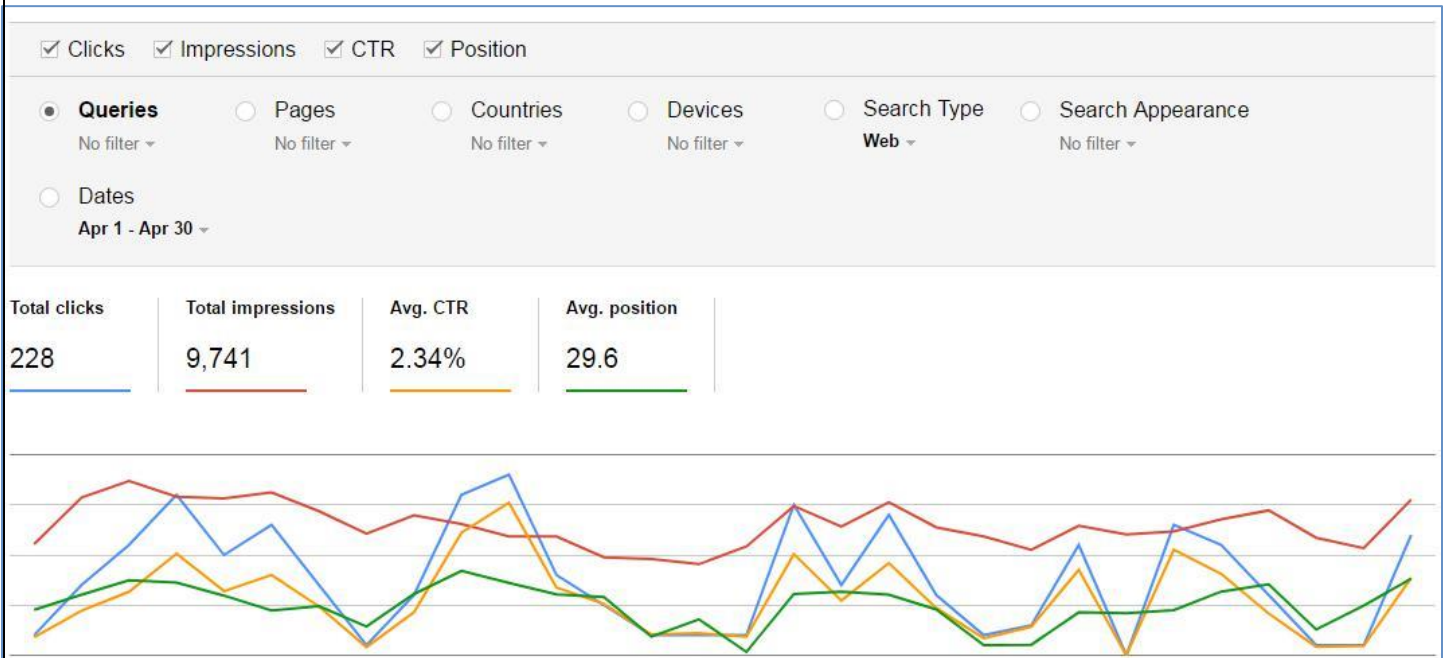 Clicks Impressions CTR Position
Queries Pages Countries Devices Search Type Search Appearance
No filter No filter No filter No filter Web No filter
Dates
Apr 1 - Apr 30
Total clicks Total impressions Avg. CTR Avg. position
228 9,741 2.34% 29.6